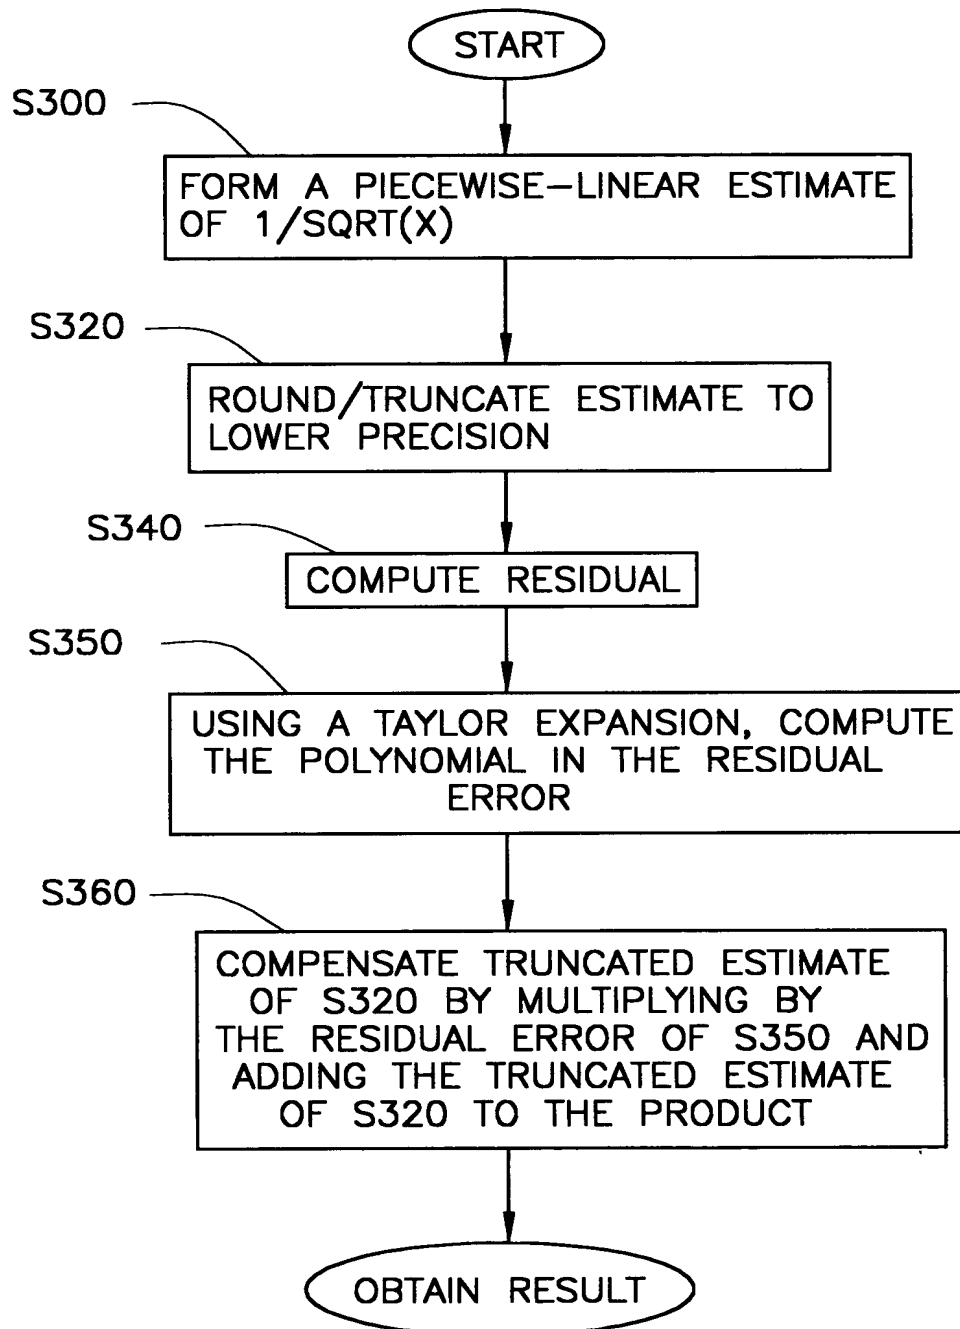 START
S300
FORM A PIECEWISE-LINEAR ESTIMATE
OF 1/SQRT(X)
S320
ROUND/TRUNCATE ESTIMATE TO
LOWER PRECISION
S340
COMPUTE RESIDUAL
S350
USING A TAYLOR EXPANSION, COMPUTE
THE POLYNOMIAL IN THE RESIDUAL
ERROR
S360
COMPENSATE TRUNCATED ESTIMATE
OF S320 BY MULTIPLYING BY
THE RESIDUAL ERROR OF S350 AND
ADDING THE TRUNCATED ESTIMATE
OF S320 TO THE PRODUCT
OBTAIN RESULT